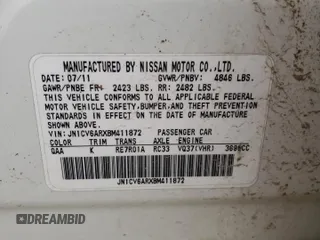 MANUFACTURED BY NISSAN MOTOR CO.,LTD.
DATE: 07/11 GVWR/PNBV: 4846 LBS.
GAWR/PNBE FR: 2423 LBS. RR: 2482 LBS.
THIS VEHICLE CONFORMS TO ALL APPLICABLE
FEDERAL MOTOR VEHICLE SAFETY, BUMPER, AND THEFT PREVENTION
STANDARDS IN EFFECT ON THE DATE OF
MANUFACTURE SHOWN ABOVE.
VIN: JN1CV6ARXBM411872 PASSENGER CAR
COLOR TRIM TRANS AXLE ENGINE
QAA K RE7R01A RC33 VQ37(VHR) 3696CC
JN1CV6ARXBM411872
REBIDMOTORS